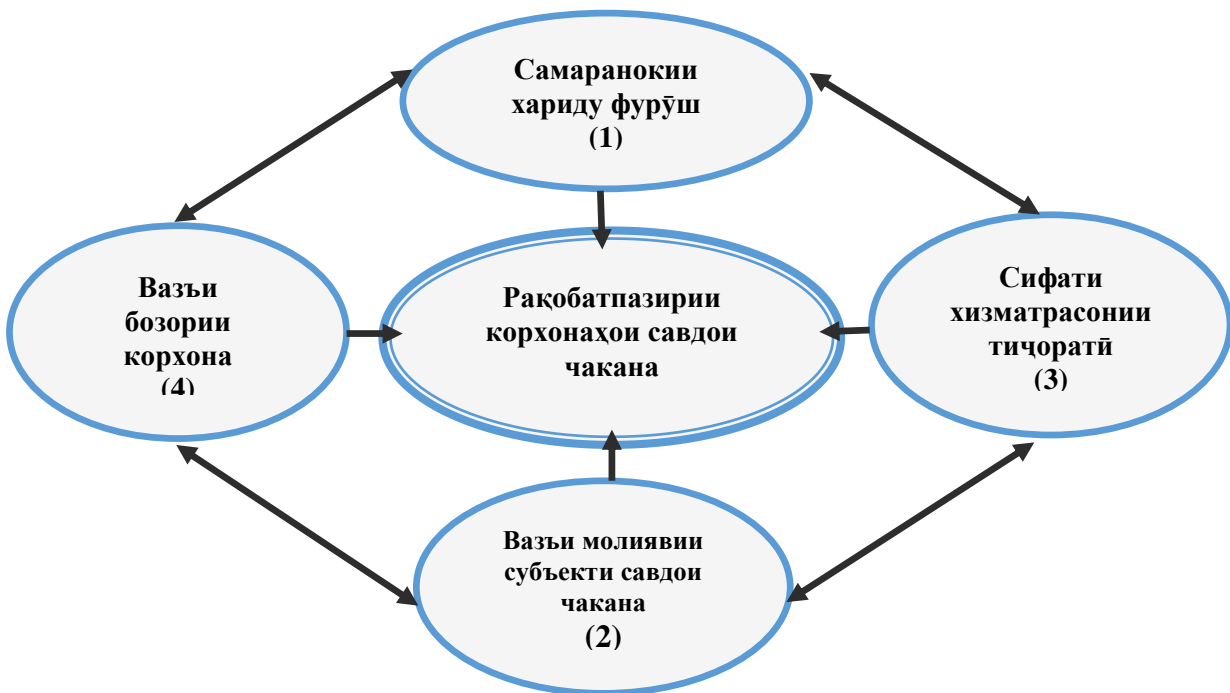 Самаранокии
хариду фурӯш
(1)
Вазъи
бозории
корхона
(4)
Рақобатпазирии
корхонаҳои савдои
чакана
Сифати
хизматрасонии
тиҷоратӣ
(3)
Вазъи молиявии
субъекти савдои
чакана
(2)